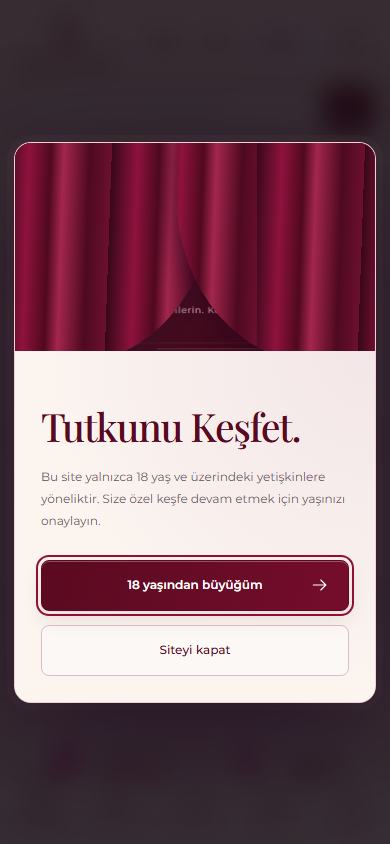 Tutkunu Keşfet.
Bu site yalnızca 18 yaş ve üzerindeki yetişkinlere
yöneliktir. Size özel keşfe devam etmek için yaşınızı
onaylayın.
18 yaşından büyüğüm
Siteyi kapat